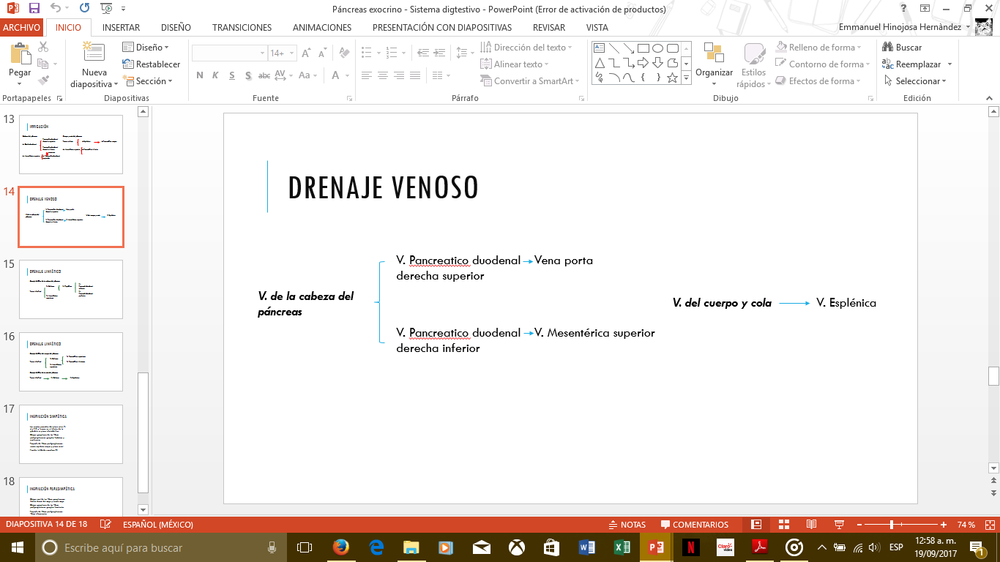 Páncreas exocrino - Sistema digtestivo - PowerPoint (Error de activación de productos)
ARCHIVO INICIO INSERTAR DISEÑO TRANSICIONES ANIMACIONES PRESENTACIÓN CON DIAPOSITIVAS REVISAR VISTA Emmanuel Hinojosa Hernàndez
Pegar
Portapapeles
Nueva diapositiva
Diseño
Restablecer
Sección
Diapositivas
14+
N K S S abc AV Aa A
Fuente
Dirección del texto
Alinear texto
Convertir a SmartArt
Párrafo
Organizar
Estilos rápidos
Relleno de forma
Contorno de forma
Efectos de forma
Dibujo
Buscar
Reemplazar
Seleccionar
Edición
13
IRRIGACIÓN
14
DRENAJE VENOSO
15
DRENAJE LINFÁTICO
16
DRENAJE LINFÁTICO
17
INERVACIÓN SIMPÁTICA
18
INERVACIÓN PARASIMPÁTICA
DRENAJE VENOSO
V. de la cabeza del
páncreas
V. Pancreatico duodenal Vena porta
derecha superior
V. Pancreatico duodenal V. Mesentérica superior
derecha inferior
V. del cuerpo y cola V. Esplénica
DIAPOSITIVA 14 DE 18 ESPAÑOL (MÉXICO) NOTAS COMENTARIOS 74 %
Escribe aquí para buscar
ESP
12:58 a. m.
19/09/2017